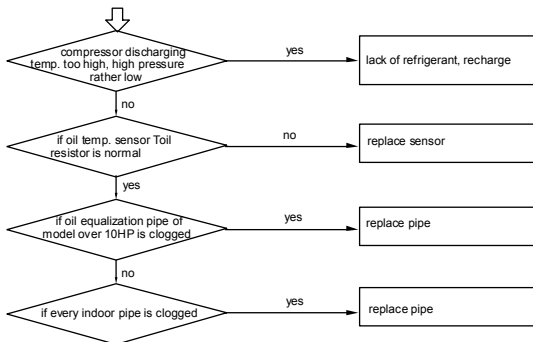 compressor discharging
temp. too high, high pressure
rather low
yes
lack of refrigerant, recharge
no
if oil temp. sensor Toil
resistor is normal
no
replace sensor
yes
if oil equalization pipe of
model over 10HP is clogged
yes
replace pipe
no
if every indoor pipe is clogged
yes
replace pipe